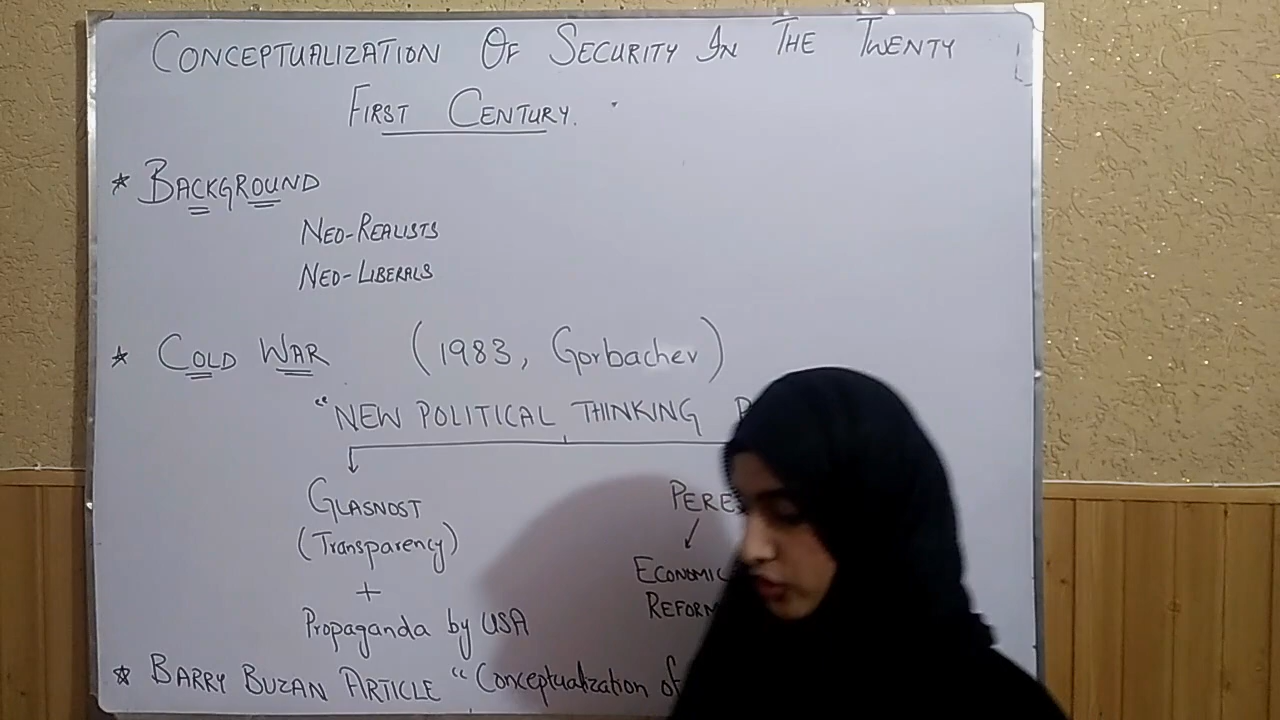 CONCEPTUALIZATION OF SECURITY IN THE TWENTY
FIRST CENTURY.
* BACKGROUND
NEO-REALISTS
NEO-LIBERALS
* COLD WAR (1983, Gorbachev)
"NEW POLITICAL THINKING
GLASNOST
(Transparency)
+
Propaganda by USA
ECONOMIC
REFORM
* BARRY BUZAN ARTICLE "Conceptualization of